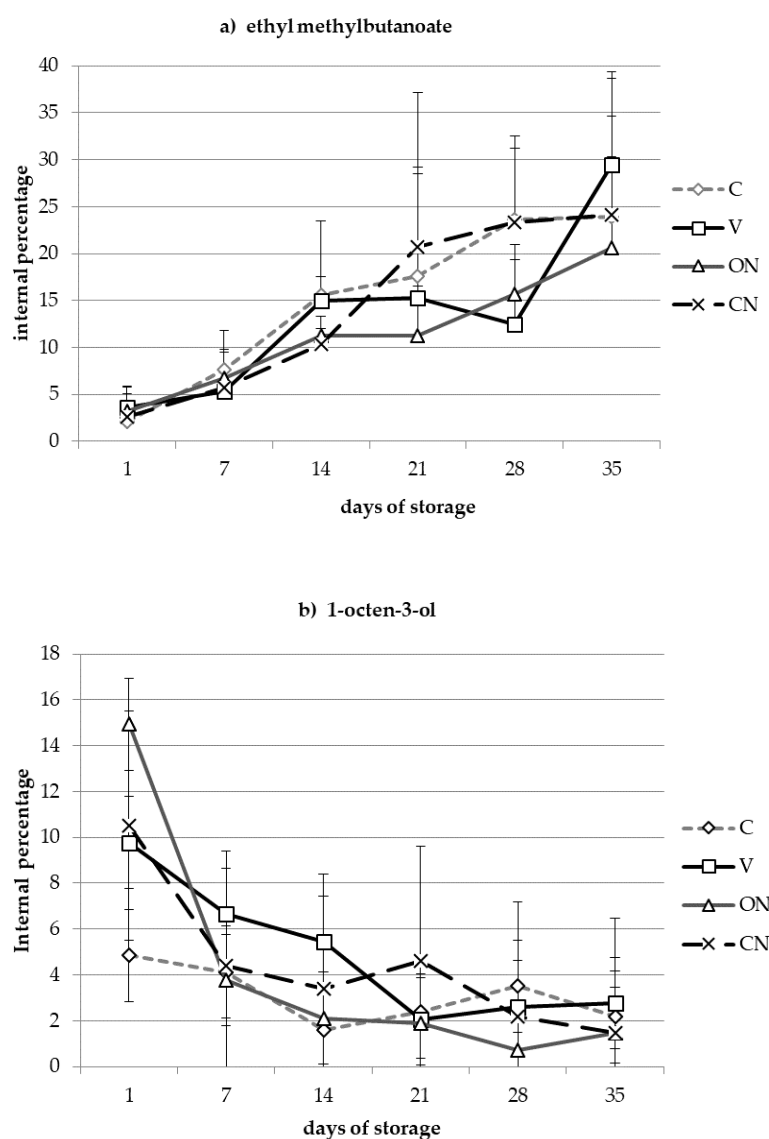 a) ethyl methylbutanoate
40
35
30
25
20
15
10
5
0
internal percentage
1 7 14 21 28 35
days of storage
C
V
ON
CN
b) 1-octen-3-ol
18
16
14
12
10
8
6
4
2
0
Internal percentage
1 7 14 21 28 35
days of storage
C
V
ON
CN